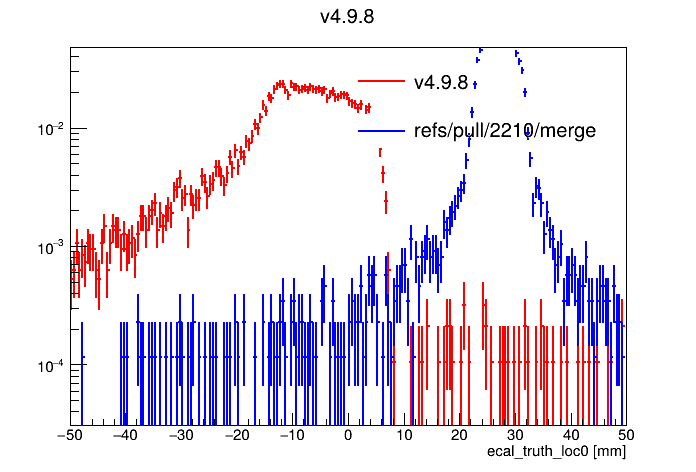 v4.9.8
v4.9.8
refs/pull/2210/merge
10⁻²
10⁻³
10⁻⁴
−50 −40 −30 −20 −10 0 10 20 30 40 50
ecal_truth_loc0 [mm]